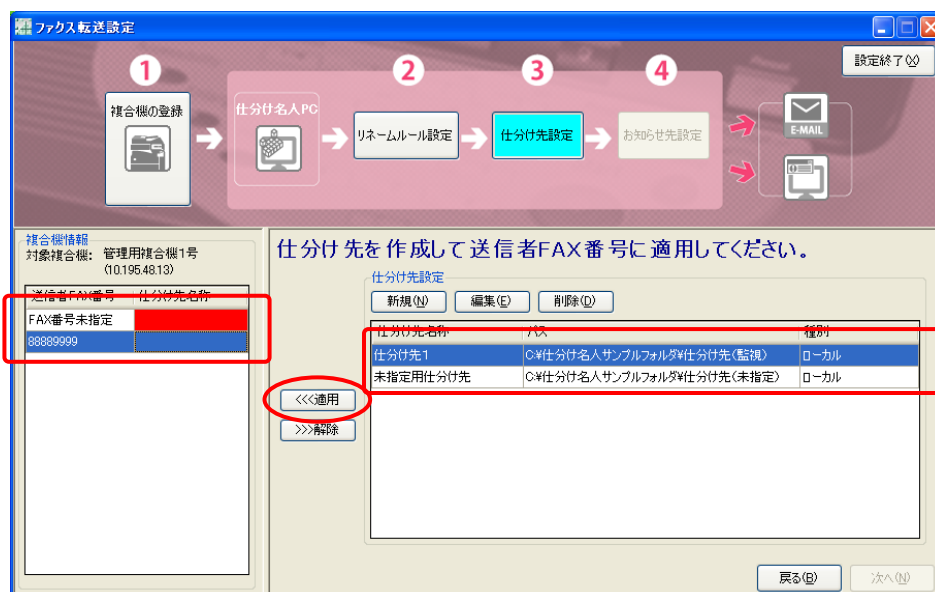 ファクス転送設定
設定終了(X)
1
2
3
4
複合機の登録
仕分け名人PC
リネームルール設定
仕分け先設定
お知らせ先設定
E-MAIL
複合機情報
対象複合機: 管理用複合機1号
(10.195.48.13)
送信者FAX番号 仕分け先名称
FAX番号未指定
88889999
仕分け先を作成して送信者FAX番号に適用してください。
仕分け先設定
新規(N) 編集(E) 削除(D)
仕分け先名称 パス 種別
仕分け先1 C:¥仕分け名人サンプルフォルダ¥仕分け先(監視) ローカル
未指定用仕分け先 C:¥仕分け名人サンプルフォルダ¥仕分け先(未指定) ローカル
<<<適用
>>>解除
戻る(B) 次へ(N)